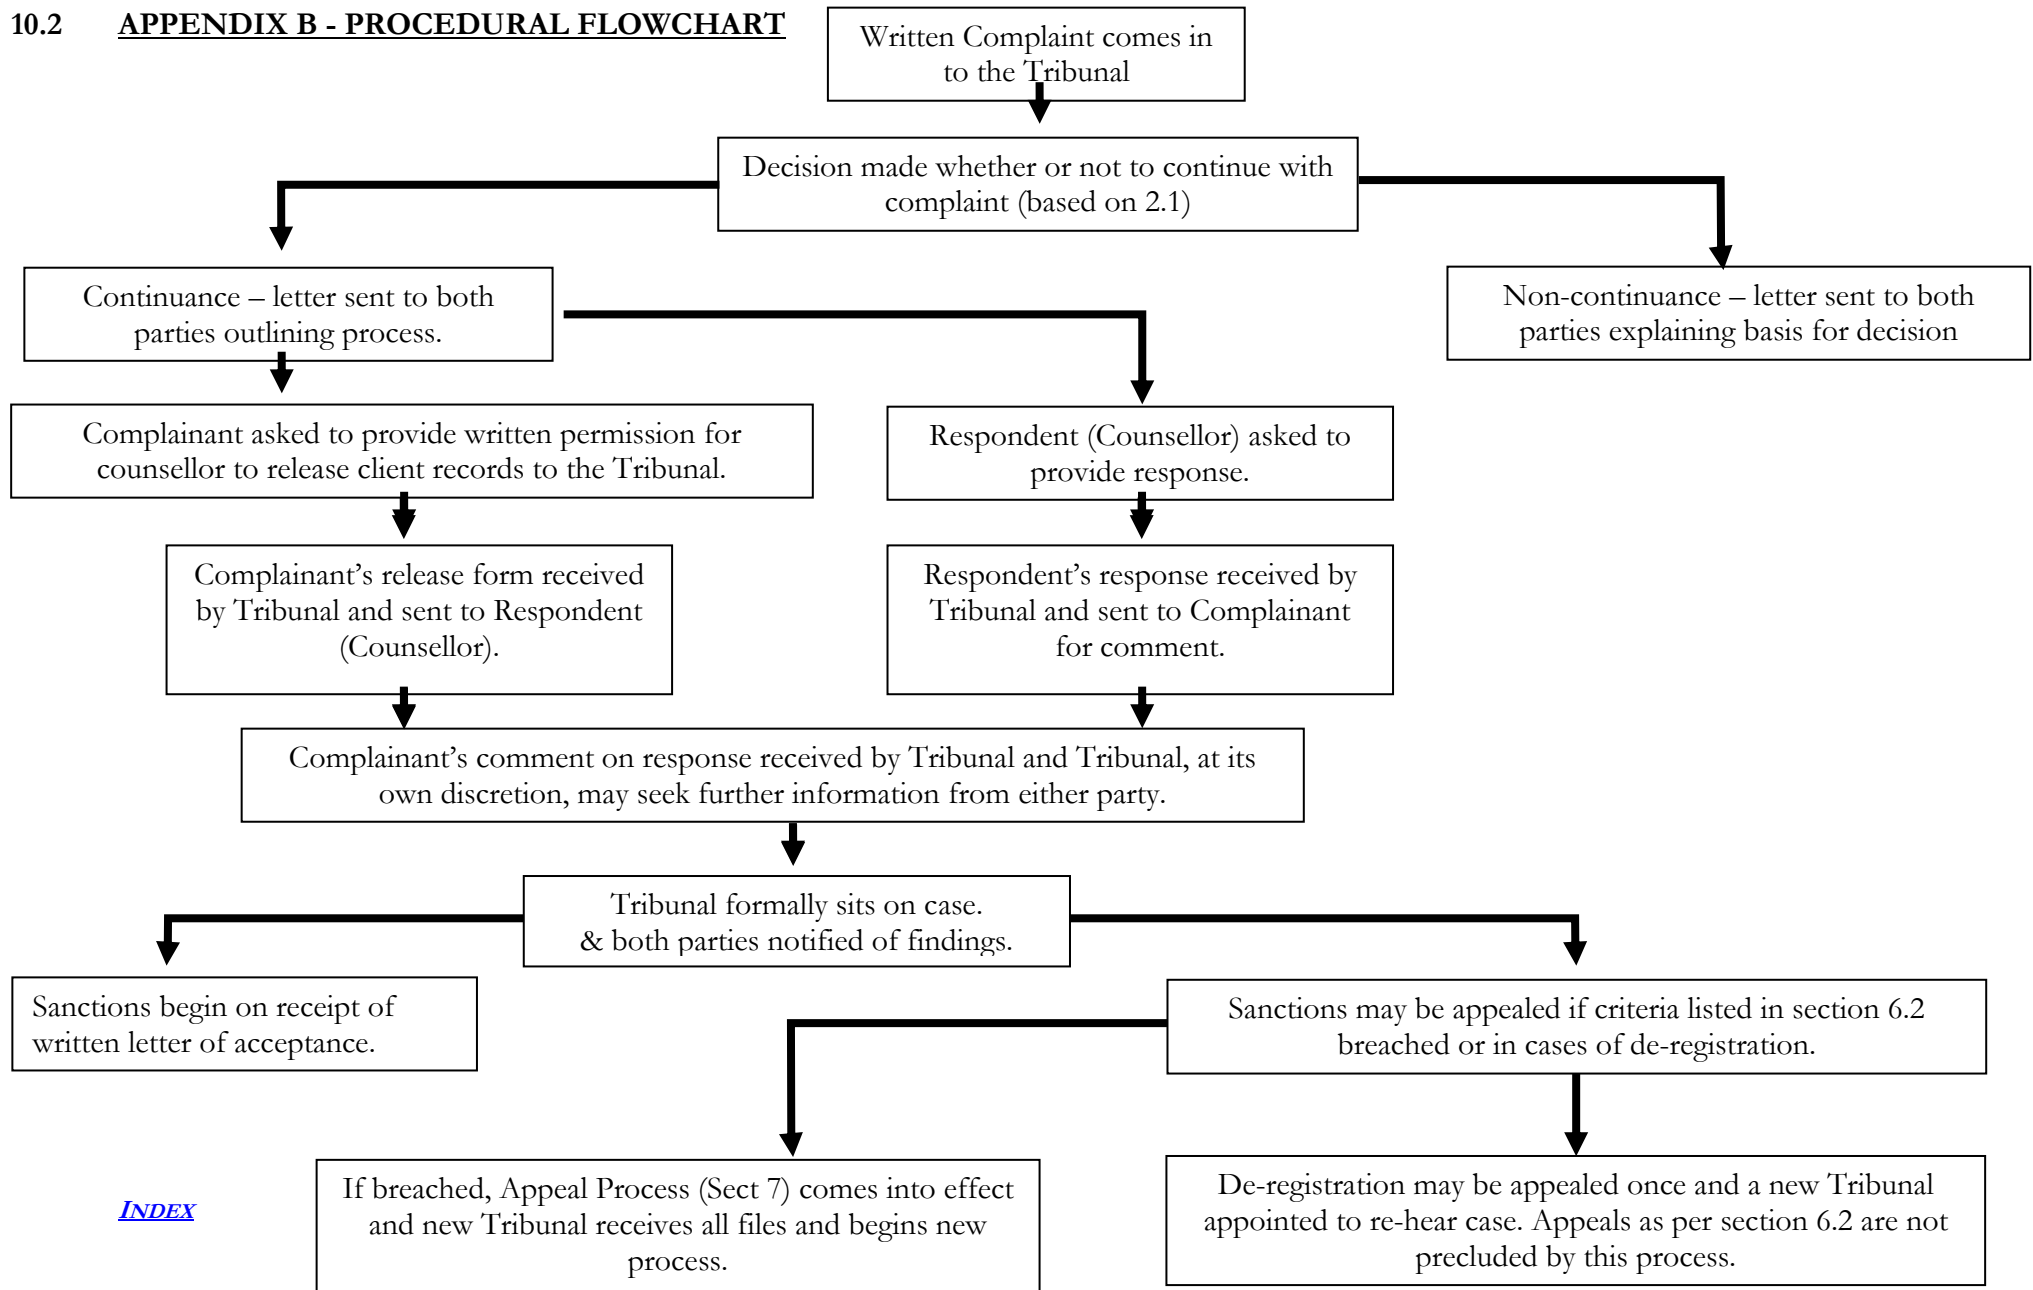 10.2 APPENDIX B - PROCEDURAL FLOWCHART
Written Complaint comes in
to the Tribunal
Decision made whether or not to continue with
complaint (based on 2.1)
Continuance – letter sent to both
parties outlining process.
Non-continuance – letter sent to both
parties explaining basis for decision
Complainant asked to provide written permission for
counsellor to release client records to the Tribunal.
Respondent (Counsellor) asked to
provide response.
Complainant’s release form received
by Tribunal and sent to Respondent
(Counsellor).
Respondent’s response received by
Tribunal and sent to Complainant
for comment.
Complainant’s comment on response received by Tribunal and Tribunal, at its
own discretion, may seek further information from either party.
Tribunal formally sits on case.
& both parties notified of findings.
Sanctions begin on receipt of
written letter of acceptance.
Sanctions may be appealed if criteria listed in section 6.2
breached or in cases of de-registration.
If breached, Appeal Process (Sect 7) comes into effect
and new Tribunal receives all files and begins new
process.
De-registration may be appealed once and a new Tribunal
appointed to re-hear case. Appeals as per section 6.2 are not
precluded by this process.
INDEX